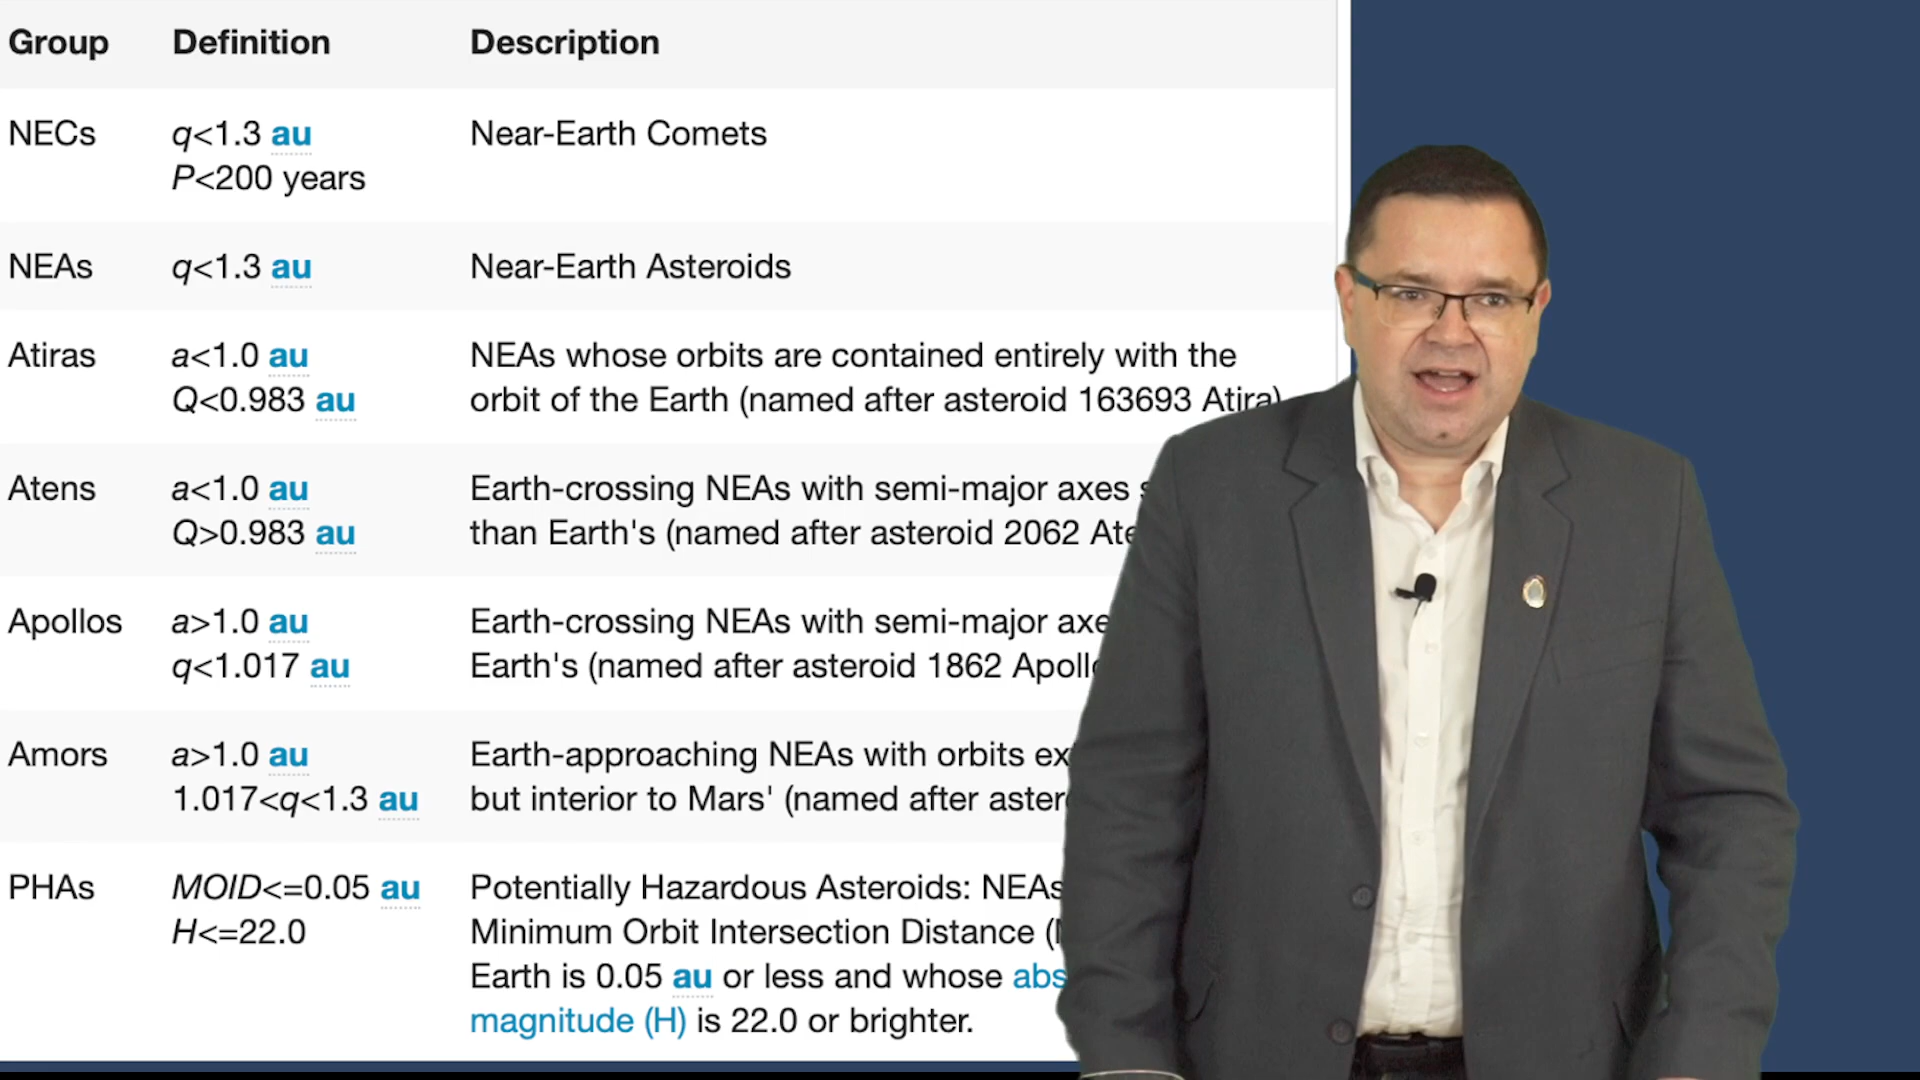 Group Definition Description
NECs q<1.3 au Near-Earth Comets
P<200 years
NEAs q<1.3 au Near-Earth Asteroids
Atiras a<1.0 au NEAs whose orbits are contained entirely with the
Q<0.983 au orbit of the Earth (named after asteroid 163693 Atira)
Atens a<1.0 au Earth-crossing NEAs with semi-major axes
Q>0.983 au than Earth's (named after asteroid 2062
Apollos a>1.0 au Earth-crossing NEAs with semi-major
q<1.017 au Earth's (named after asteroid 1862
Amors a>1.0 au Earth-approaching NEAs with orbits
1.017<q<1.3 au but interior to Mars' (named after
PHAs MOID<=0.05 au Potentially Hazardous Asteroids: NEAs
H<=22.0 Minimum Orbit Intersection Distance
Earth is 0.05 au or less and whose
magnitude (H) is 22.0 or brighter.